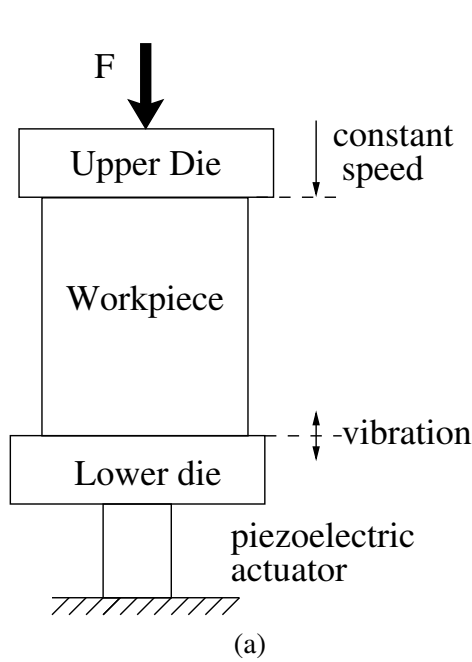 F
Upper Die
constant
speed
Workpiece
vibration
Lower die
piezoelectric
actuator
(a)